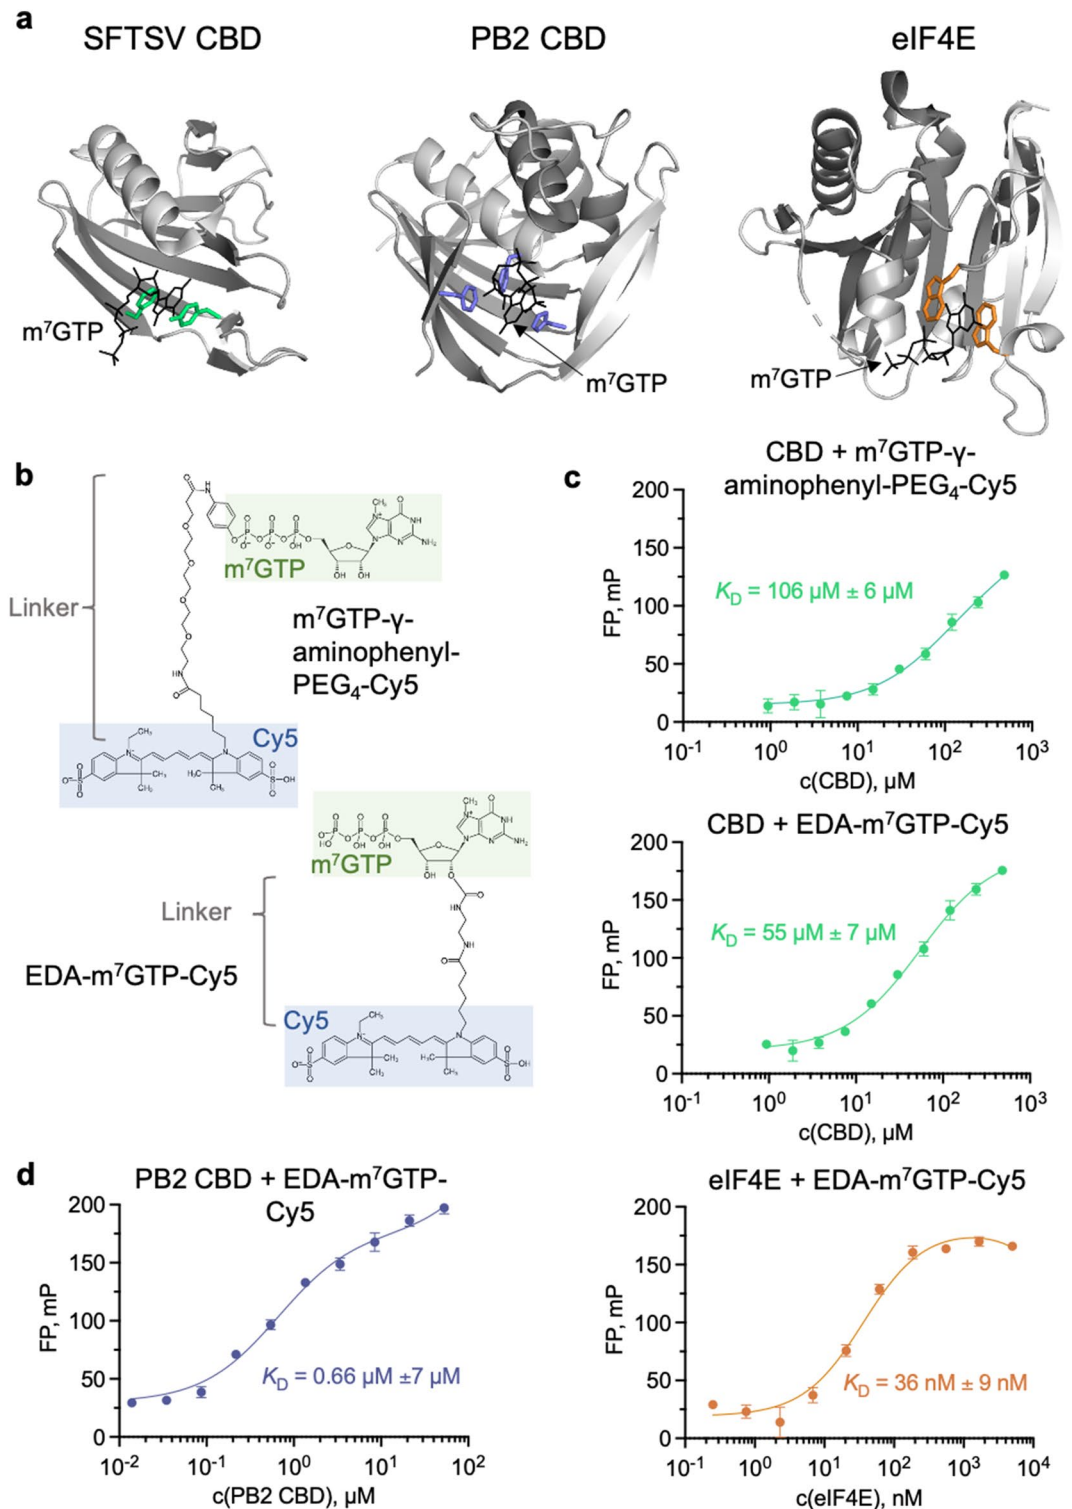 a
SFTSV CBD
PB2 CBD
eIF4E
m⁷GTP
m⁷GTP
m⁷GTP
b
Linker
m⁷GTP
m⁷GTP-γ-
aminophenyl-
PEG₄-Cy5
Cy5
m⁷GTP
Linker
EDA-m⁷GTP-Cy5
Cy5
c
CBD + m⁷GTP-γ-
aminophenyl-PEG₄-Cy5
200
150
100
50
0
FP, mP
K_D = 106 µM ± 6 µM
10⁻¹ 10⁰ 10¹ 10² 10³
c(CBD), µM
CBD + EDA-m⁷GTP-Cy5
200
150
100
50
0
FP, mP
K_D = 55 µM ± 7 µM
10⁻¹ 10⁰ 10¹ 10² 10³
c(CBD), µM
d
PB2 CBD + EDA-m⁷GTP-
Cy5
200
150
100
50
0
FP, mP
K_D = 0.66 µM ±7 µM
10⁻² 10⁻¹ 10⁰ 10¹ 10²
c(PB2 CBD), µM
eIF4E + EDA-m⁷GTP-Cy5
200
150
100
50
0
FP, mP
K_D = 36 nM ± 9 nM
10⁻¹ 10⁰ 10¹ 10² 10³ 10⁴
c(eIF4E), nM